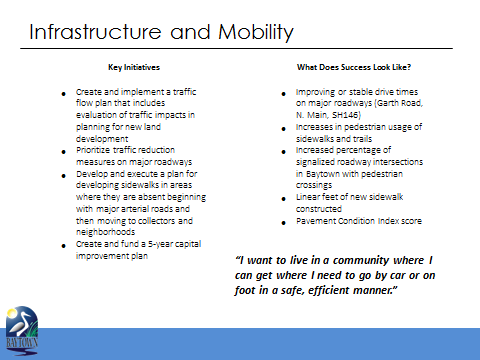 Infrastructure and Mobility
Key Initiatives
• Create and implement a traffic
flow plan that includes
evaluation of traffic impacts in
planning for new land
development
• Prioritize traffic reduction
measures on major roadways
• Develop and execute a plan for
developing sidewalks in areas
where they are absent beginning
with major arterial roads and
then moving to collectors and
neighborhoods
• Create and fund a 5-year capital
improvement plan
What Does Success Look Like?
• Improving or stable drive times
on major roadways (Garth Road,
N. Main, SH146)
• Increases in pedestrian usage of
sidewalks and trails
• Increased percentage of
signalized roadway intersections
in Baytown with pedestrian
crossings
• Linear feet of new sidewalk
constructed
• Pavement Condition Index score
“I want to live in a community where I
can get where I need to go by car or on
foot in a safe, efficient manner.”
BAYTOWN